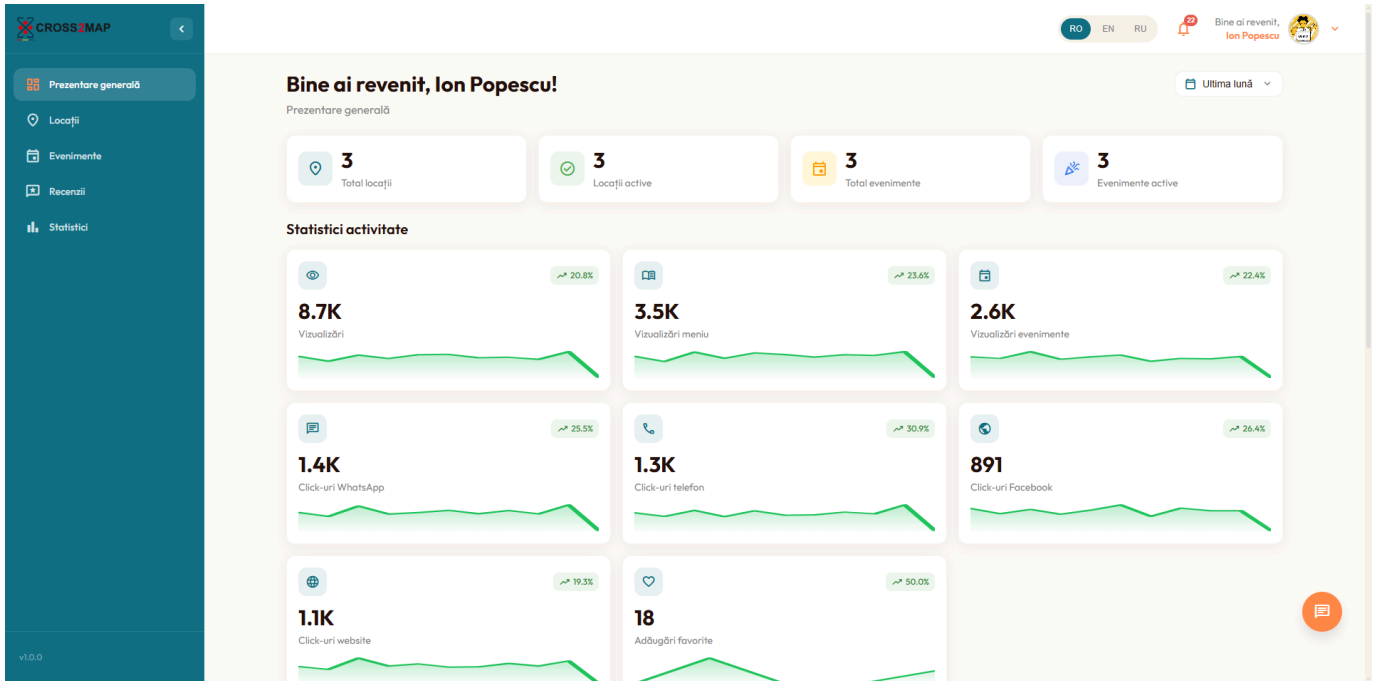 CROSS2MAP
RO EN RU
22
Bine ai revenit,
Ion Popescu
Prezentare generală
Locații
Evenimente
Recenzii
Statistici
v1.0.0
Bine ai revenit, Ion Popescu!
Prezentare generală
Ultima lună
3
Total locații
3
Locații active
3
Total evenimente
3
Evenimente active
Statistici activitate
20.8%
8.7K
Vizualizări
23.6%
3.5K
Vizualizări meniu
22.4%
2.6K
Vizualizări evenimente
25.5%
1.4K
Click-uri WhatsApp
30.9%
1.3K
Click-uri telefon
26.4%
891
Click-uri Facebook
19.3%
1.1K
Click-uri website
50.0%
18
Adăugări favorite